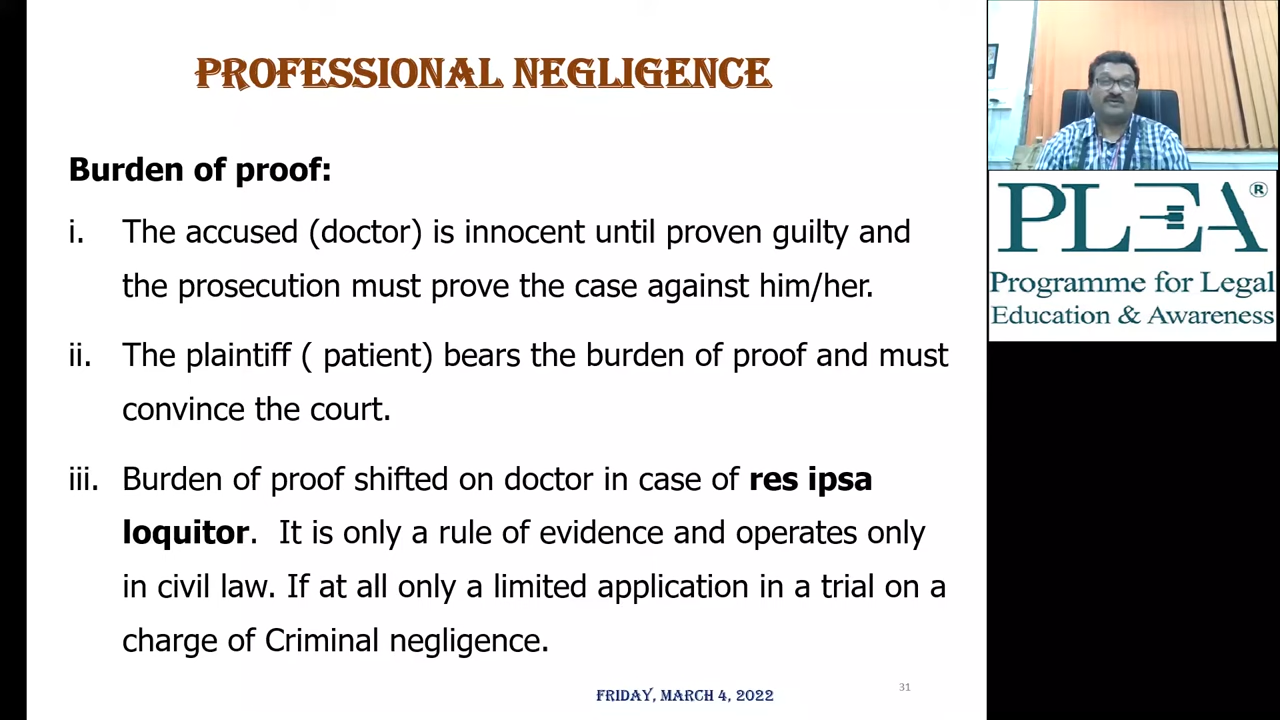 PROFESSIONAL NEGLIGENCE
Burden of proof:
i. The accused (doctor) is innocent until proven guilty and
the prosecution must prove the case against him/her.
ii. The plaintiff ( patient) bears the burden of proof and must
convince the court.
iii. Burden of proof shifted on doctor in case of res ipsa
loquitor. It is only a rule of evidence and operates only
in civil law. If at all only a limited application in a trial on a
charge of Criminal negligence.
FRIDAY, MARCH 4, 2022
31
PLEA®
Programme for Legal
Education & Awareness